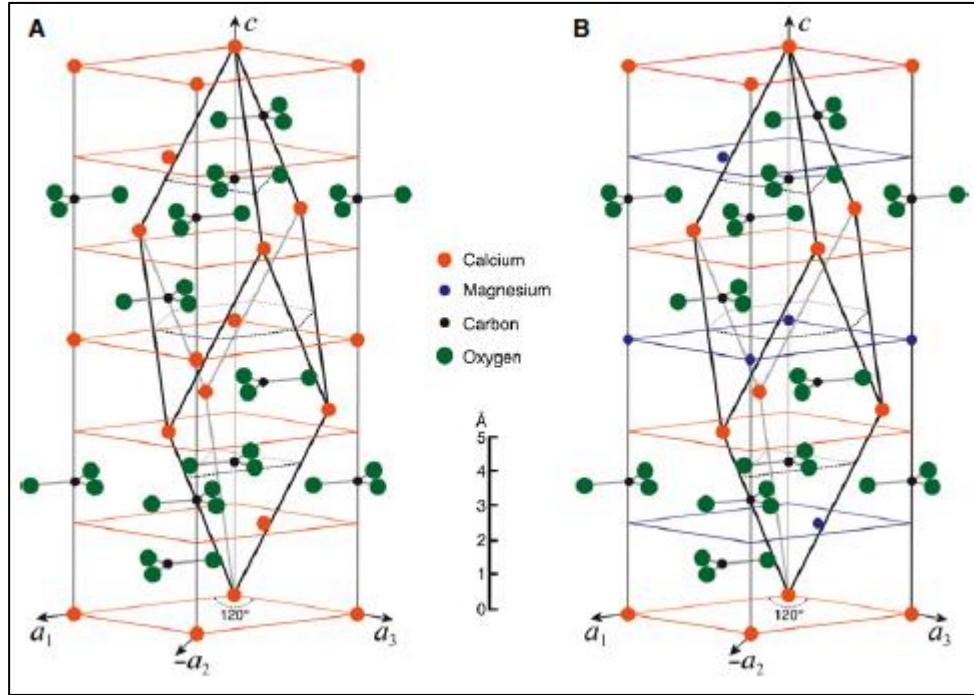 A
c
B
c
Calcium
Magnesium
Carbon
Oxygen
Å
5
4
3
2
1
0
120°
a1
a3
–a2
120°
a1
a3
–a2